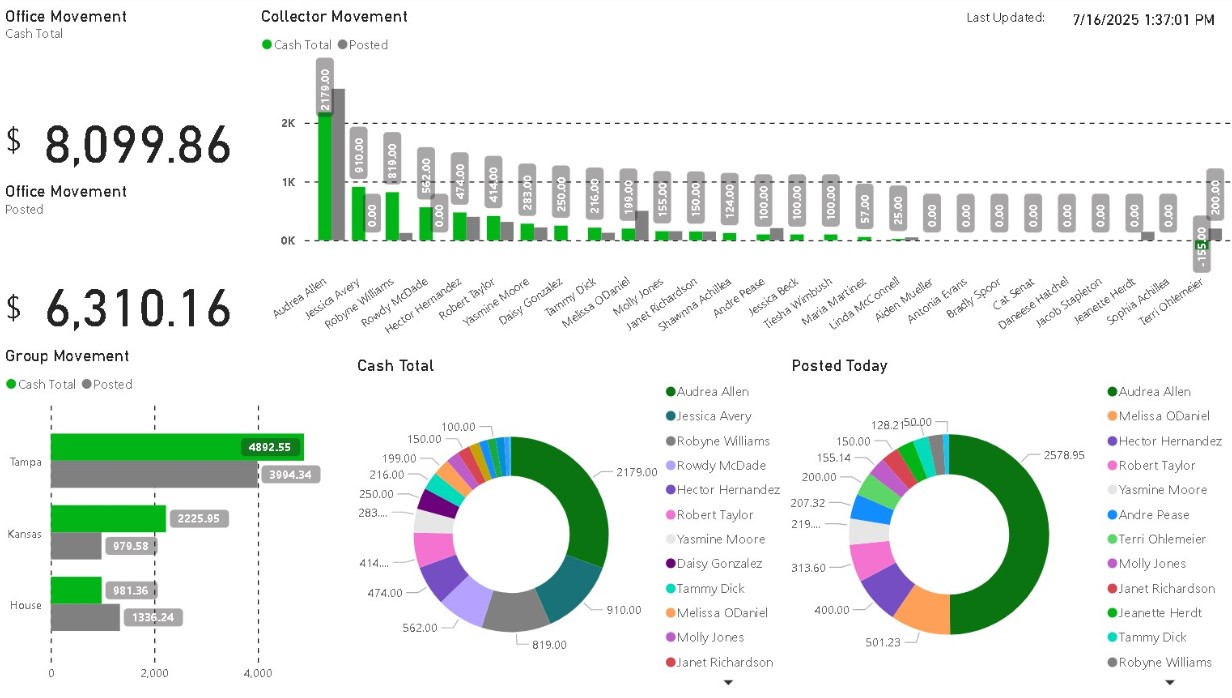 Office Movement
Cash Total
$ 8,099.86
Office Movement
Posted
$ 6,310.16
Collector Movement
Cash Total Posted
Last Updated: 7/16/2025 1:37:01 PM
2K
1K
0K
2179.00
910.00
0.00
819.00
562.00
0.00
474.00
414.00
283.00
250.00
216.00
199.00
155.00
150.00
124.00
100.00
100.00
100.00
57.00
25.00
0.00
0.00
0.00
0.00
0.00
0.00
0.00
0.00
-155.00
200.00
Audrea Allen
Jessica Avery
Robyne Williams
Rowdy McDade
Hector Hernandez
Robert Taylor
Yasmine Moore
Daisy Gonzalez
Tammy Dick
Melissa ODaniel
Molly Jones
Janet Richardson
Shawnna Achillea
Andre Pease
Jessica Beck
Tiesha Wimbush
Maria Martinez
Linda McConnell
Aiden Mueller
Antonia Evans
Bradly Spoor
Cat Senat
Daneese Hatchel
Jacob Stapleton
Jeanette Herdt
Sophia Achillea
Terri Ohlemeier
Group Movement
Cash Total Posted
Tampa
4892.55
3994.34
Kansas
2225.95
979.58
House
981.36
1336.24
0 2,000 4,000
Cash Total
100.00
150.00
199.00
216.00
250.00
283....
414....
474.00
562.00
819.00
910.00
2179.00
Audrea Allen
Jessica Avery
Robyne Williams
Rowdy McDade
Hector Hernandez
Robert Taylor
Yasmine Moore
Daisy Gonzalez
Tammy Dick
Melissa ODaniel
Molly Jones
Janet Richardson
Posted Today
50.00
128.21
150.00
155.14
200.00
207.32
219....
313.60
400.00
501.23
2578.95
Audrea Allen
Melissa ODaniel
Hector Hernandez
Robert Taylor
Yasmine Moore
Andre Pease
Terri Ohlemeier
Molly Jones
Janet Richardson
Jeanette Herdt
Tammy Dick
Robyne Williams